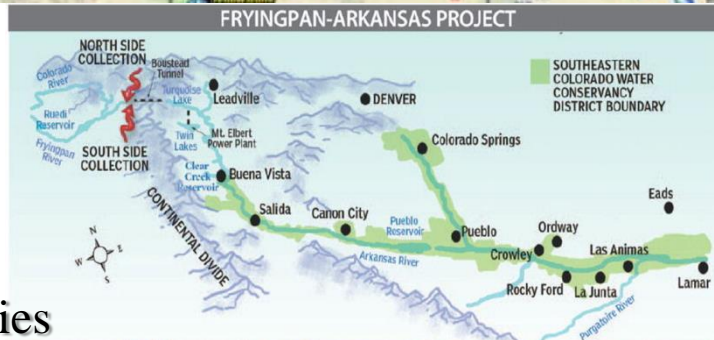 FRYINGPAN-ARKANSAS PROJECT
NORTH SIDE
COLLECTION
Boustead
Tunnel
Colorado
River
Turquoise
Lake
Leadville
DENVER
SOUTHEASTERN
COLORADO WATER
CONSERVANCY
DISTRICT BOUNDARY
Ruedi
Reservoir
Fryingpan
River
Twin
Lakes
Mt. Elbert
Power Plant
SOUTH SIDE
COLLECTION
Colorado Springs
Clear
Creek
Reservoir
Buena Vista
CONTINENTAL DIVIDE
Salida
Canon City
Pueblo
Reservoir
Pueblo
Eads
Ordway
Crowley
Las Animas
Arkansas River
Rocky Ford
La Junta
Lamar
Purgatoire River
N
W
E
S
ies